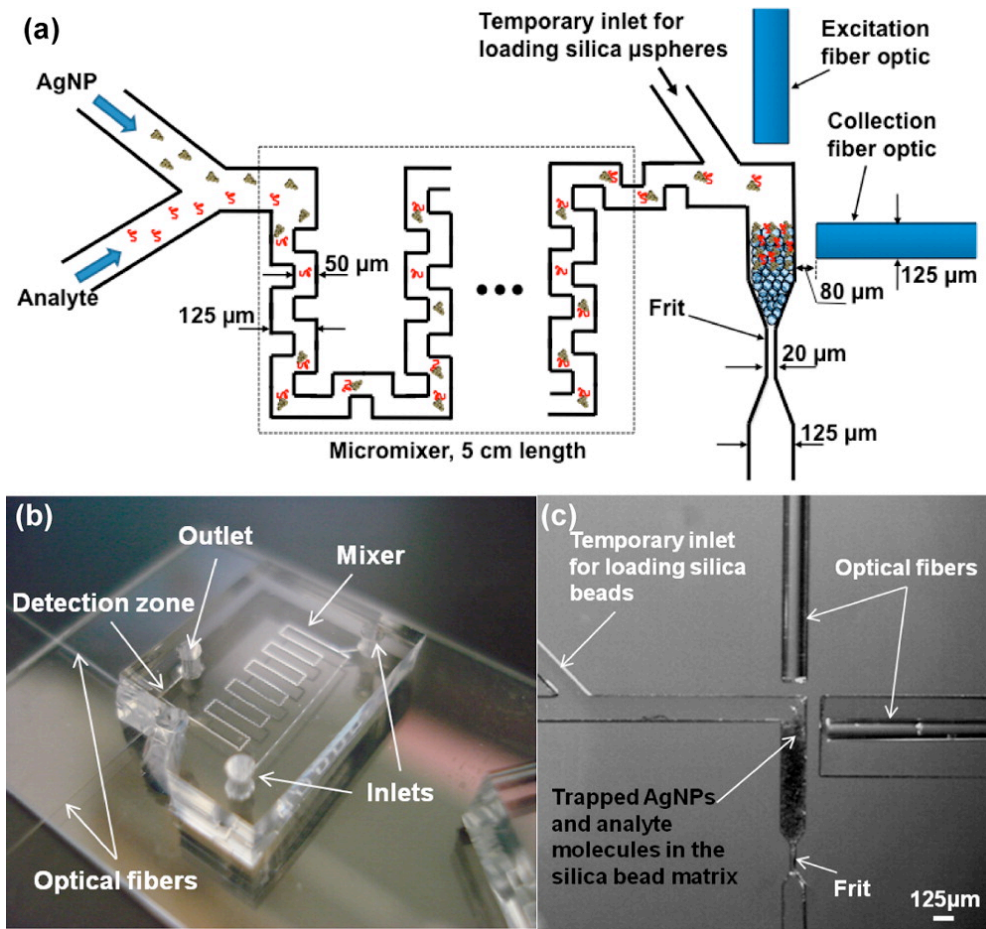 (a)
AgNP
Analyte
50 µm
125 µm
Micromixer, 5 cm length
Temporary inlet for
loading silica µspheres
Excitation
fiber optic
Collection
fiber optic
125 µm
80 µm
Frit
20 µm
125 µm
(b)
Outlet
Mixer
Detection zone
Inlets
Optical fibers
(c)
Temporary inlet
for loading silica
beads
Optical fibers
Trapped AgNPs
and analyte
molecules in the
silica bead matrix
Frit
125µm